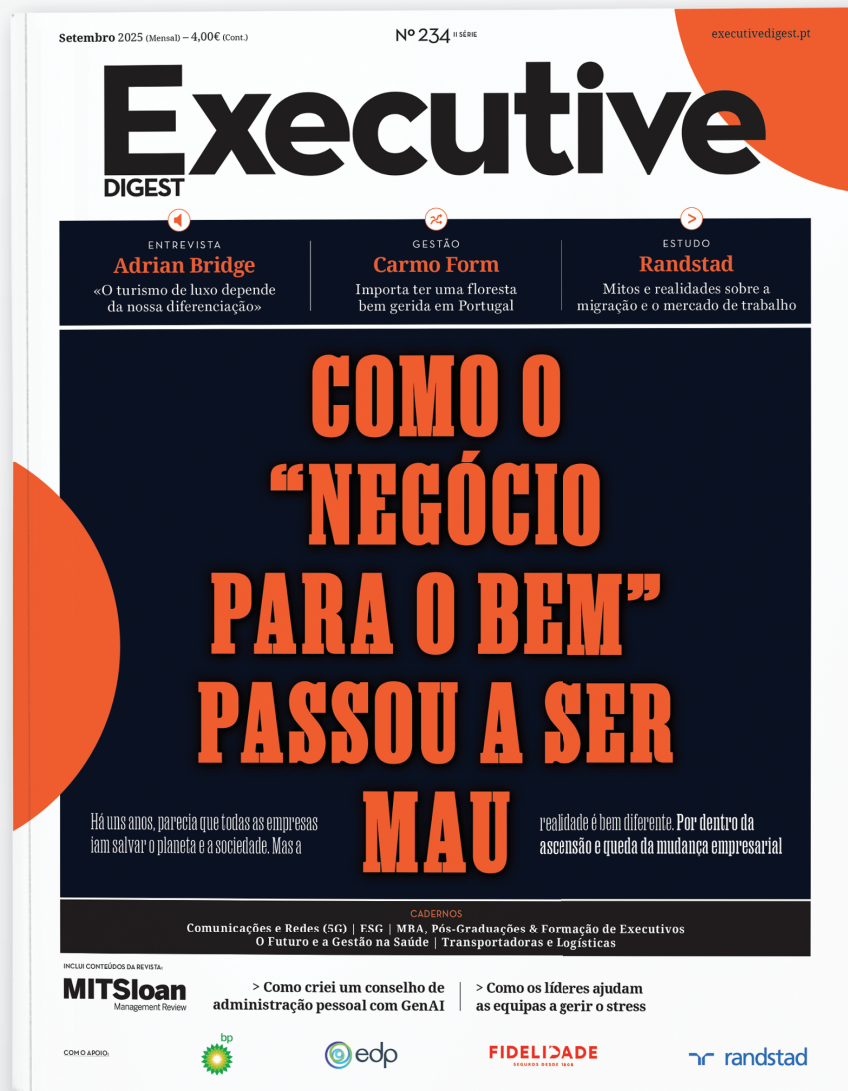 Setembro 2025 (Mensal) – 4,00€ (Cont.)
Nº 234 II SÉRIE
executivedigest.pt
Executive
DIGEST
ENTREVISTA
Adrian Bridge
«O turismo de luxo depende
da nossa diferenciação»
GESTÃO
Carmo Form
Importa ter uma floresta
bem gerida em Portugal
ESTUDO
Randstad
Mitos e realidades sobre a
migração e o mercado de trabalho
COMO O
“NEGÓCIO
PARA O BEM”
PASSOU A SER
MAU
Há uns anos, parecia que todas as empresas
iam salvar o planeta e a sociedade. Mas a
realidade é bem diferente. Por dentro da
ascensão e queda da mudança empresarial
CADERNOS
Comunicações e Redes (5G) | ESG | MBA, Pós-Graduações & Formação de Executivos
O Futuro e a Gestão na Saúde | Transportadoras e Logísticas
INCLUI CONTEÚDOS DA REVISTA:
MITSloan
Management Review
> Como criei um conselho de
administração pessoal com GenAI
> Como os líderes ajudam
as equipas a gerir o stress
COM O APOIO:
bp
edp
FIDELIDADE
SEGUROS DESDE 1808
randstad